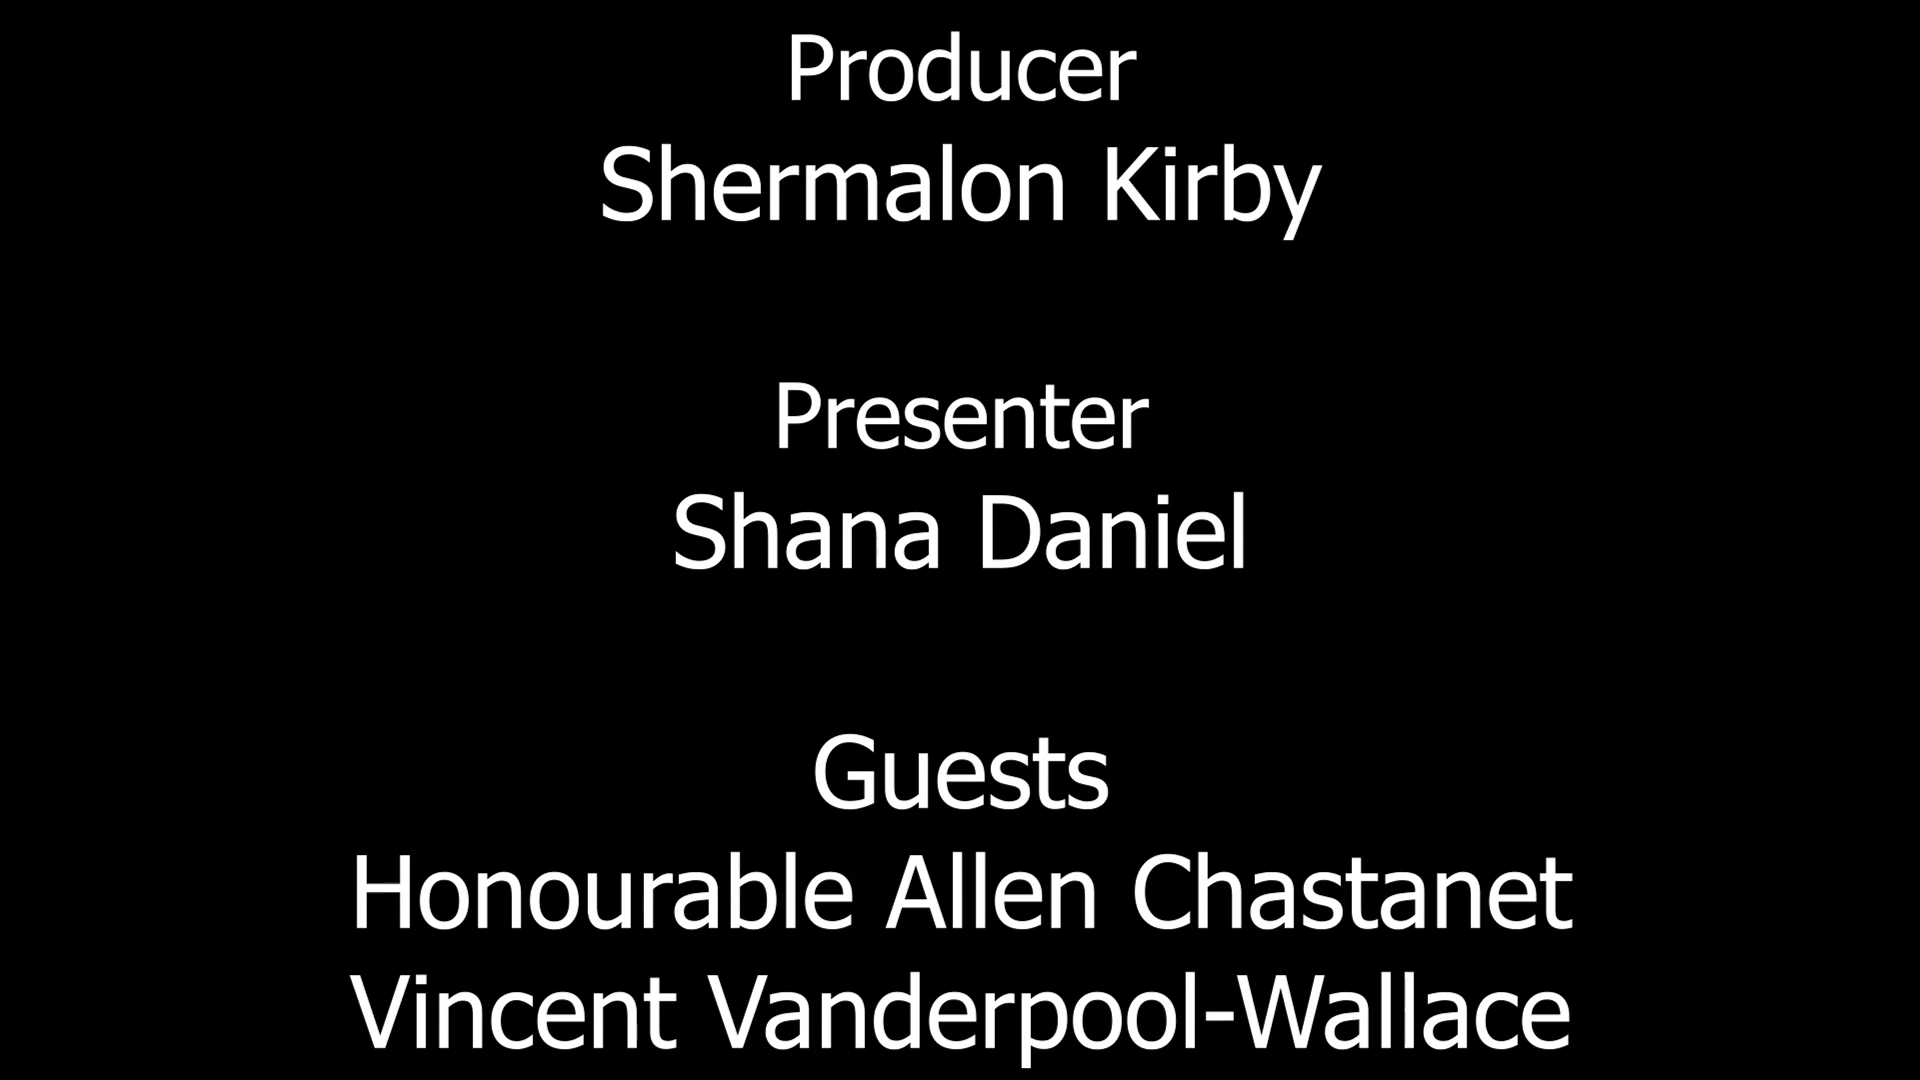 Producer
Shermalon Kirby
Presenter
Shana Daniel
Guests
Honourable Allen Chastanet
Vincent Vanderpool-Wallace